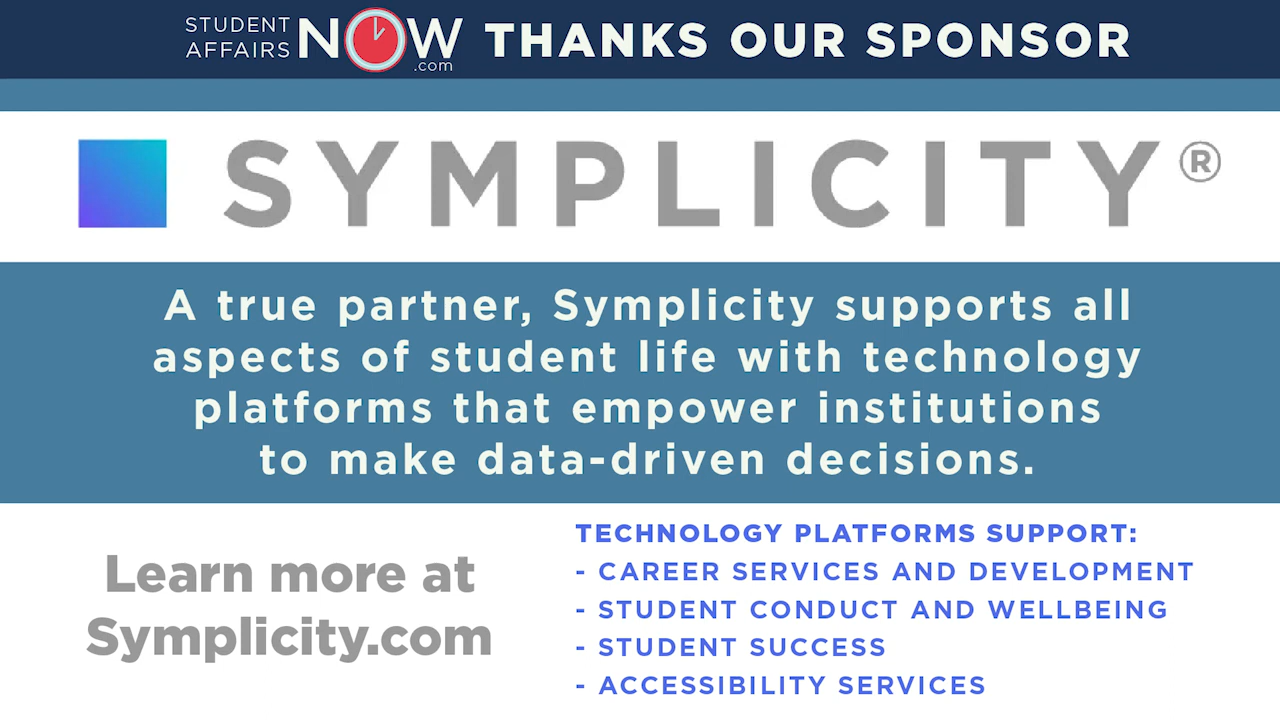 STUDENT AFFAIRS NOW .com THANKS OUR SPONSOR
SYMPLICITY®
A true partner, Symplicity supports all
aspects of student life with technology
platforms that empower institutions
to make data-driven decisions.
Learn more at
Symplicity.com
TECHNOLOGY PLATFORMS SUPPORT:
- CAREER SERVICES AND DEVELOPMENT
- STUDENT CONDUCT AND WELLBEING
- STUDENT SUCCESS
- ACCESSIBILITY SERVICES